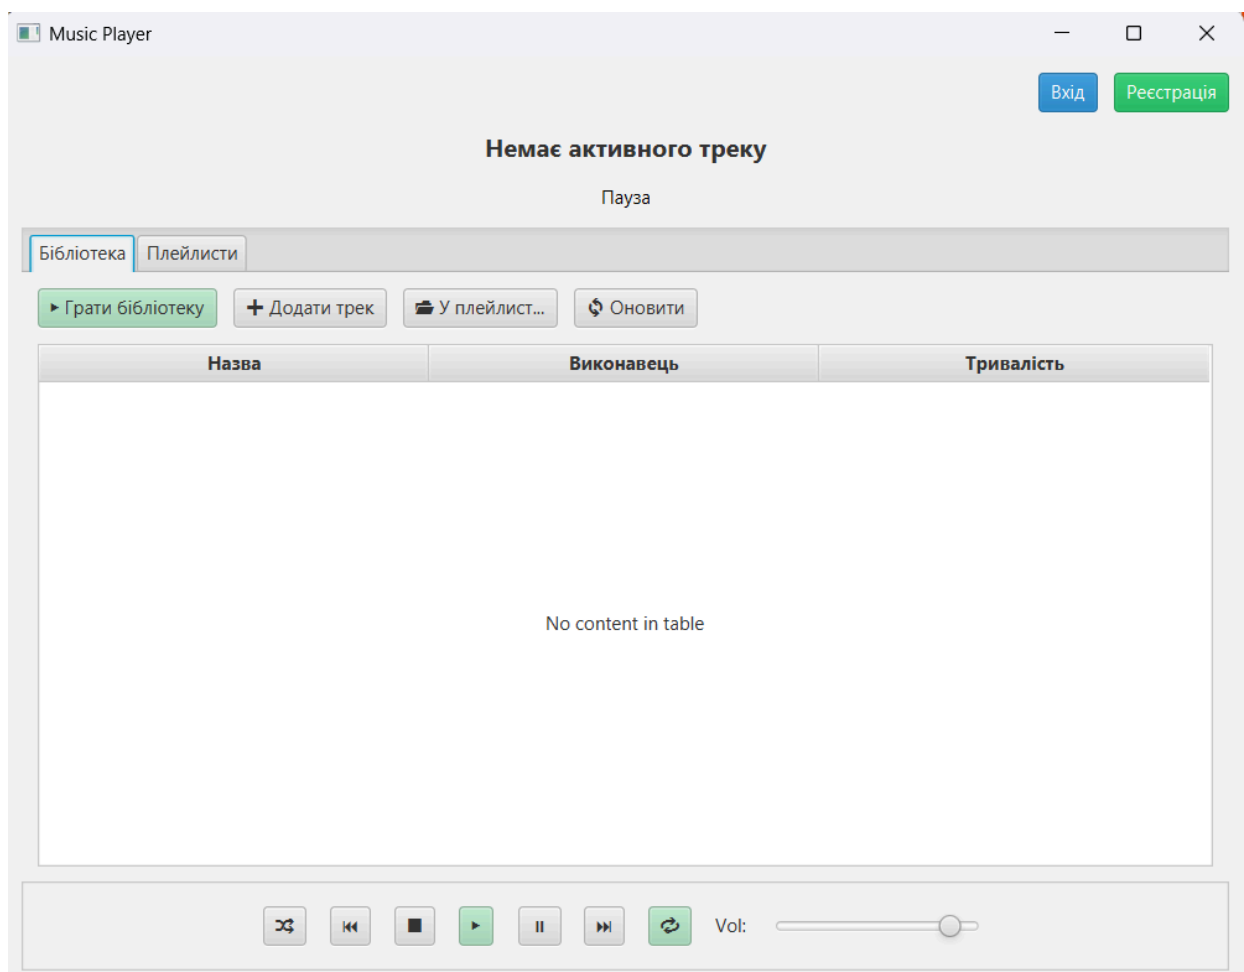 Music Player
Вхід Реєстрація
Немає активного треку
Пауза
Бібліотека Плейлисти
Грати бібліотеку Додати трек У плейлист... Оновити
Назва Виконавець Тривалість
No content in table
Vol: